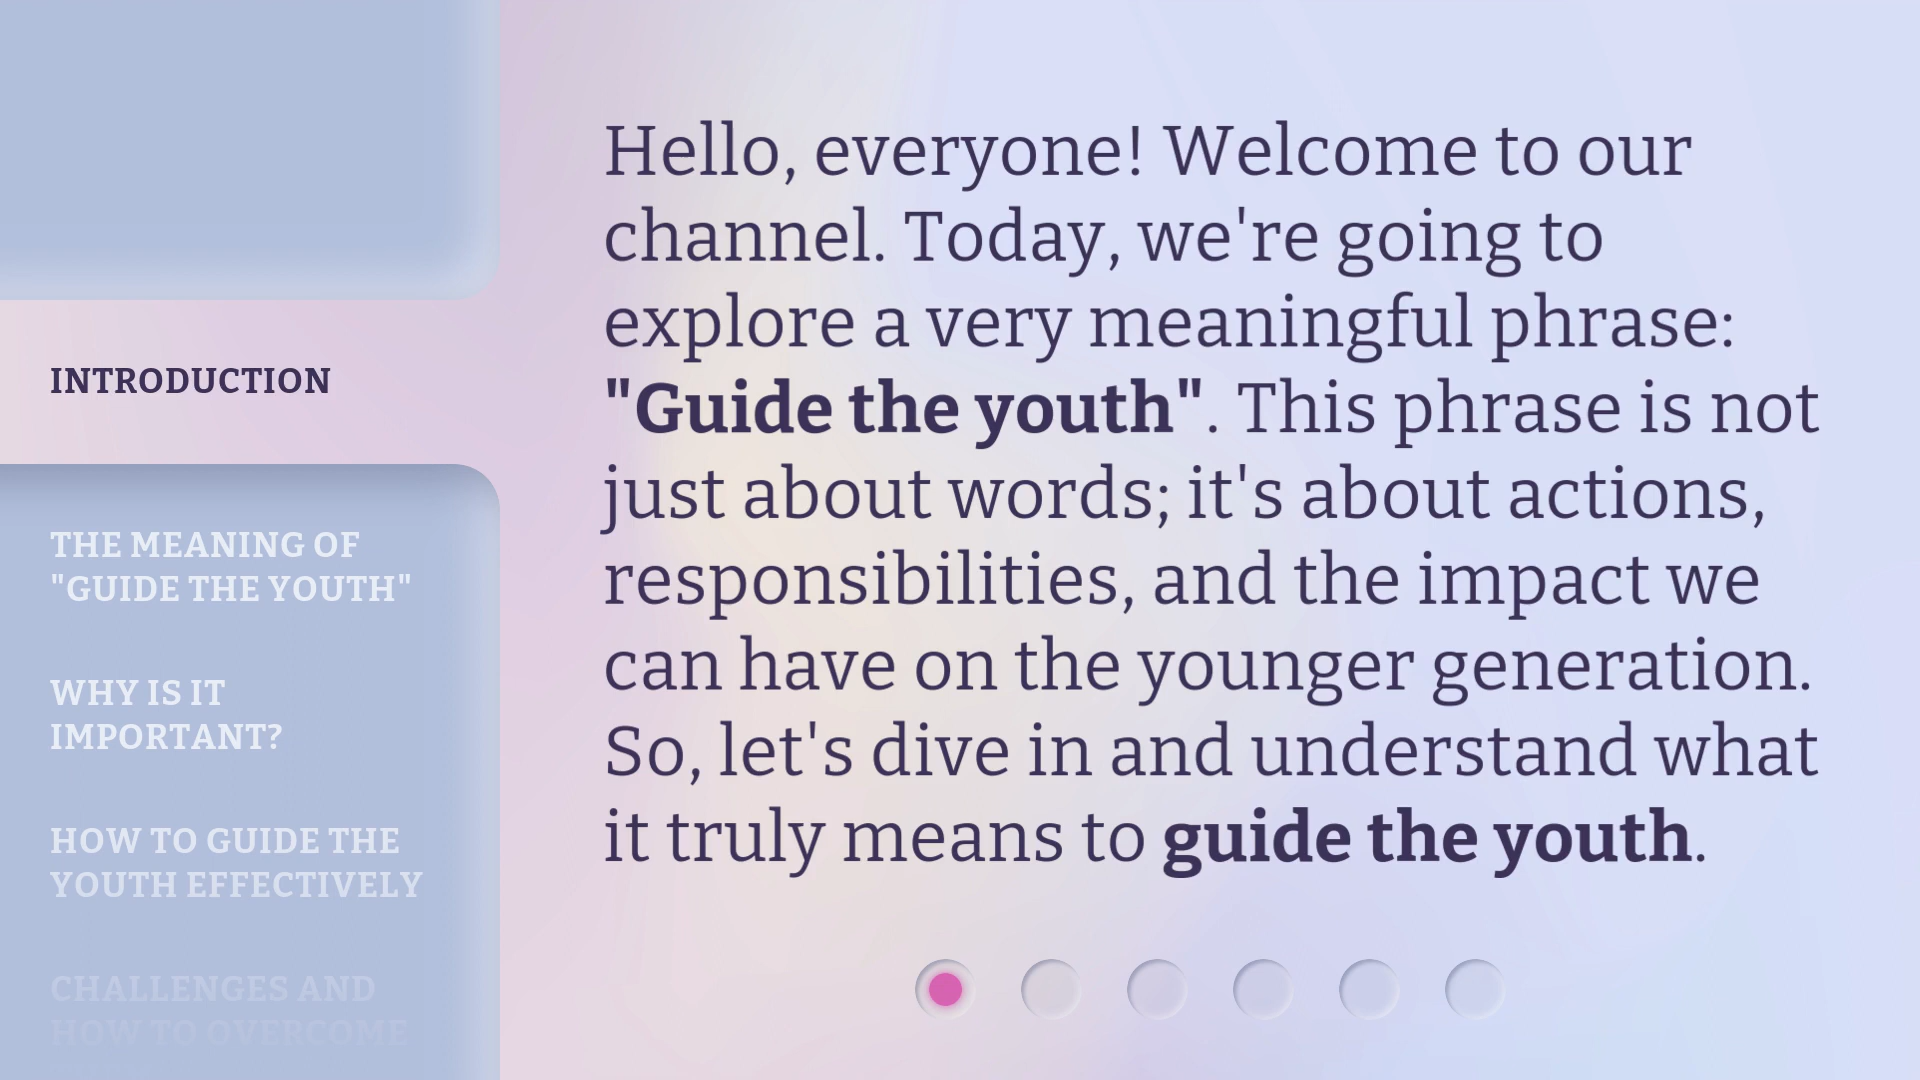 INTRODUCTION
THE MEANING OF
"GUIDE THE YOUTH"
WHY IS IT
IMPORTANT?
HOW TO GUIDE THE
YOUTH EFFECTIVELY
CHALLENGES AND
HOW TO OVERCOME
Hello, everyone! Welcome to our
channel. Today, we're going to
explore a very meaningful phrase:
"Guide the youth". This phrase is not
just about words; it's about actions,
responsibilities, and the impact we
can have on the younger generation.
So, let's dive in and understand what
it truly means to guide the youth.